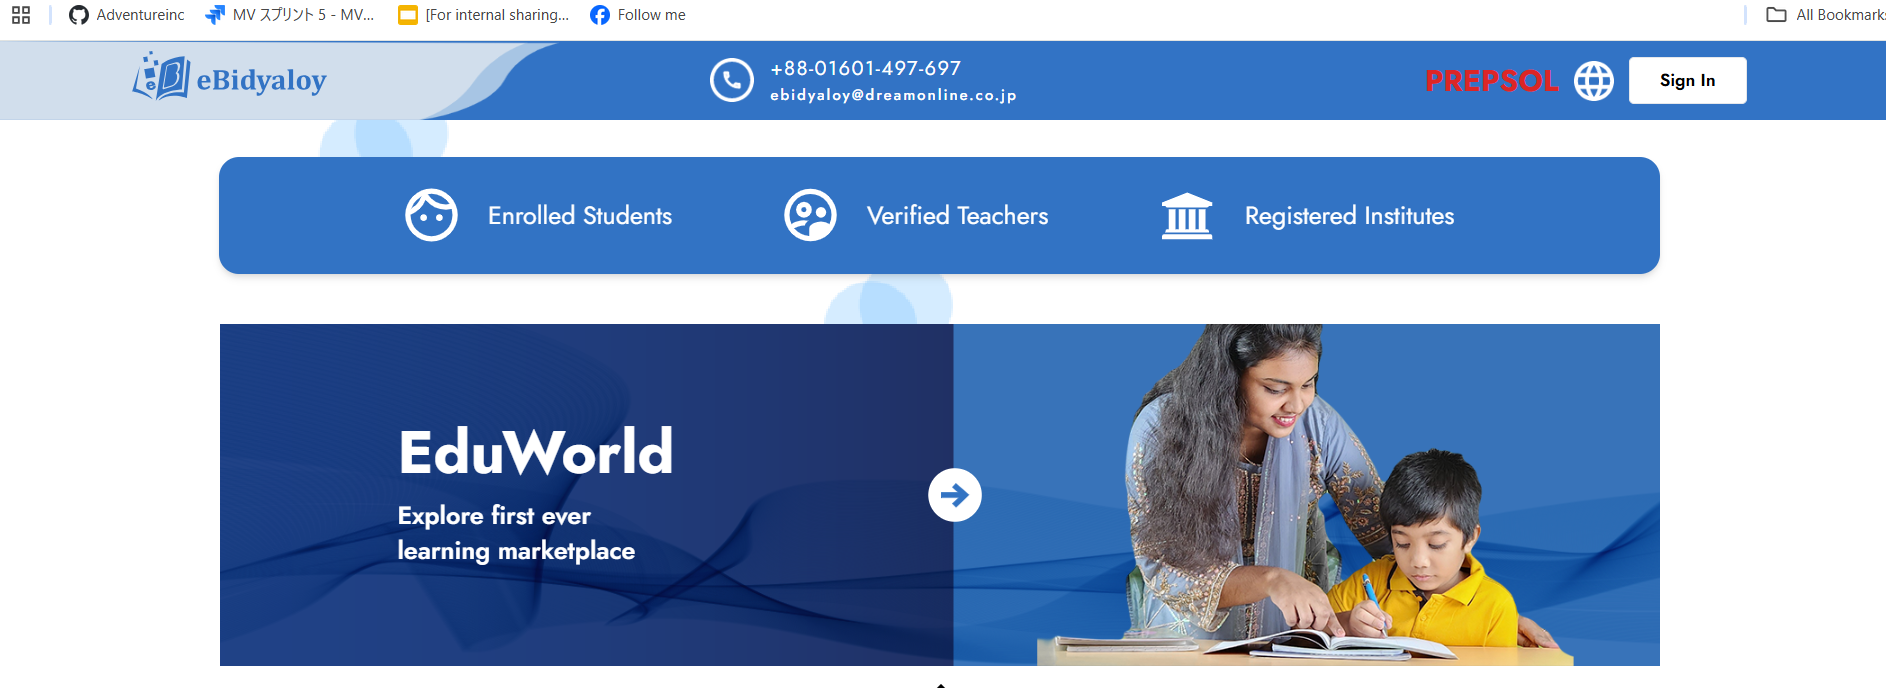 Adventureinc
MV スプリント 5 - MV...
[For internal sharing...
Follow me
All Bookmarks
eBidyaloy
+88-01601-497-697
ebidyaloy@dreamonline.co.jp
PREPSOL
Sign In
Enrolled Students
Verified Teachers
Registered Institutes
EduWorld
Explore first ever
learning marketplace